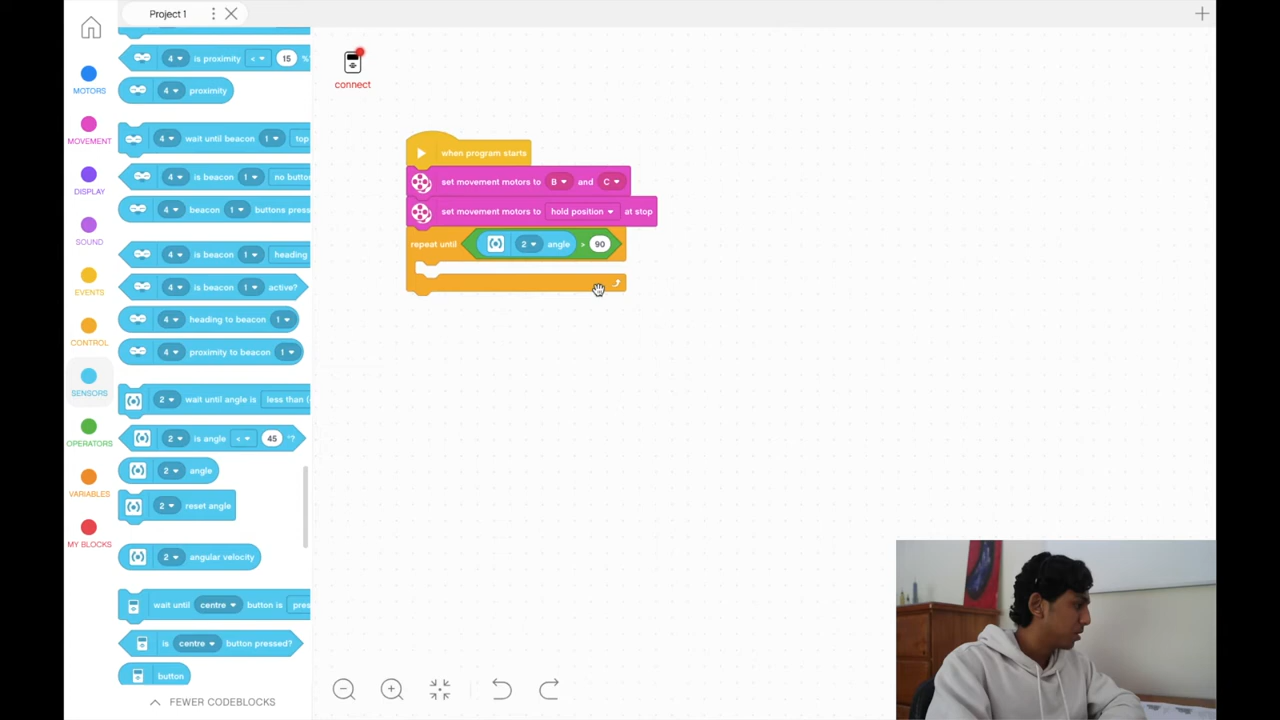 Project 1
connect
MOTORS
MOVEMENT
DISPLAY
SOUND
EVENTS
CONTROL
SENSORS
OPERATORS
VARIABLES
MY BLOCKS
4 is proximity < 15 %
4 proximity
4 wait until beacon 1 top
4 is beacon 1 no button
4 beacon 1 buttons press
4 is beacon 1 heading
4 is beacon 1 active?
4 heading to beacon 1
4 proximity to beacon 1
2 wait until angle is less than (
2 is angle < 45 °?
2 angle
2 reset angle
2 angular velocity
wait until centre button is pres
is centre button pressed?
button
FEWER CODEBLOCKS
when program starts
set movement motors to B and C
set movement motors to hold position at stop
repeat until 2 angle > 90